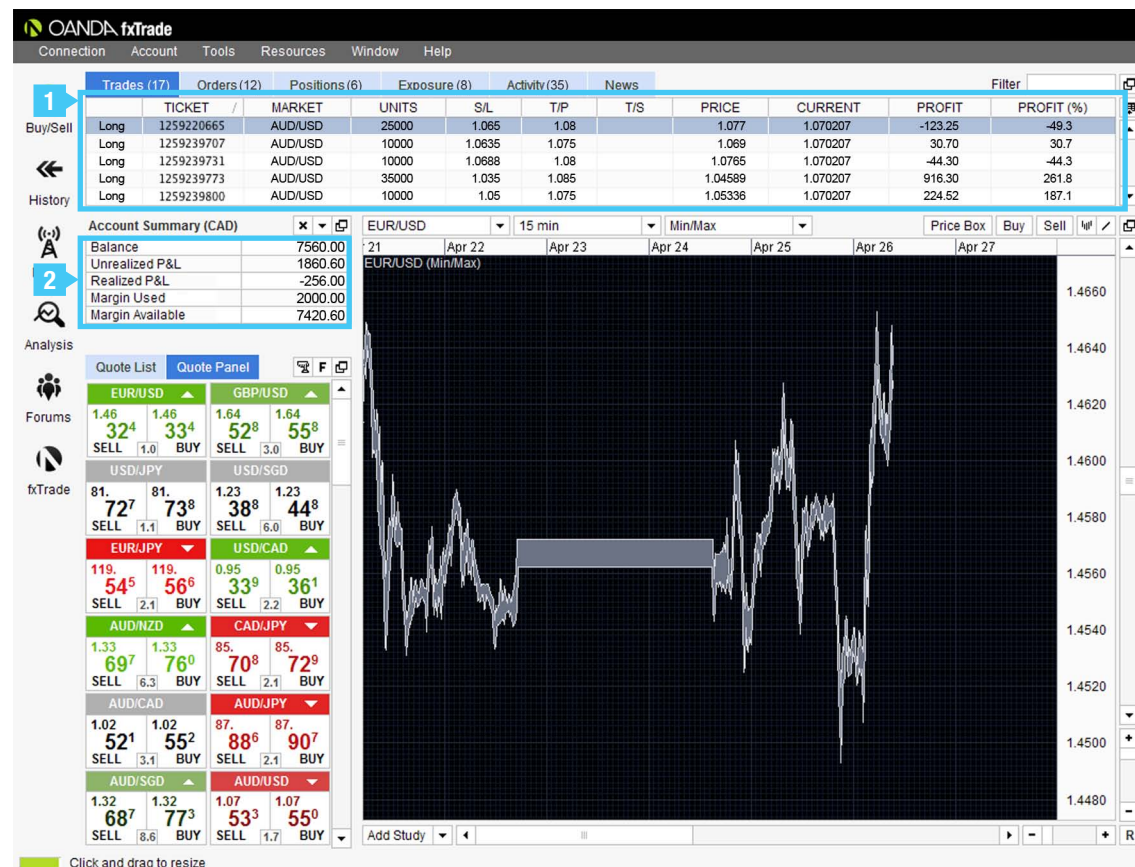 OANDA fxTrade
Connection Account Tools Resources Window Help
Trades (17) Orders (12) Positions (6) Exposure (8) Activity (35) News Filter
1
TICKET / MARKET UNITS S/L T/P T/S PRICE CURRENT PROFIT PROFIT (%)
Long 1259220665 AUD/USD 25000 1.065 1.08 1.077 1.070207 -123.25 -49.3
Long 1259239707 AUD/USD 10000 1.0635 1.075 1.069 1.070207 30.70 30.7
Long 1259239731 AUD/USD 10000 1.0688 1.08 1.0765 1.070207 -44.30 -44.3
Long 1259239773 AUD/USD 35000 1.035 1.085 1.04589 1.070207 916.30 261.8
Long 1259239800 AUD/USD 10000 1.05 1.075 1.05336 1.070207 224.52 187.1
Buy/Sell
History
2
Analysis
Forums
fxTrade
Account Summary (CAD)
Balance 7560.00
Unrealized P&L 1860.60
Realized P&L -256.00
Margin Used 2000.00
Margin Available 7420.60
Quote List Quote Panel F
EUR/USD GBP/USD
1.46 1.46 1.64 1.64
324 334 528 558
SELL 1.0 BUY SELL 3.0 BUY
USD/JPY USD/SGD
81. 81. 1.23 1.23
727 738 388 448
SELL 1.1 BUY SELL 6.0 BUY
EUR/JPY USD/CAD
119. 119. 0.95 0.95
545 566 339 361
SELL 2.1 BUY SELL 2.2 BUY
AUD/NZD CAD/JPY
1.33 1.33 85. 85.
697 760 708 729
SELL 6.3 BUY SELL 2.1 BUY
AUD/CAD AUD/JPY
1.02 1.02 87. 87.
521 552 886 907
SELL 3.1 BUY SELL 2.1 BUY
AUD/SGD AUD/USD
1.32 1.32 1.07 1.07
687 773 533 550
SELL 8.6 BUY SELL 1.7 BUY
EUR/USD 15 min Min/Max Price Box Buy Sell
21 Apr 22 Apr 23 Apr 24 Apr 25 Apr 26 Apr 27
EUR/USD (Min/Max)
1.4660
1.4640
1.4620
1.4600
1.4580
1.4560
1.4540
1.4520
1.4500
1.4480
Add Study - + R
Click and drag to resize